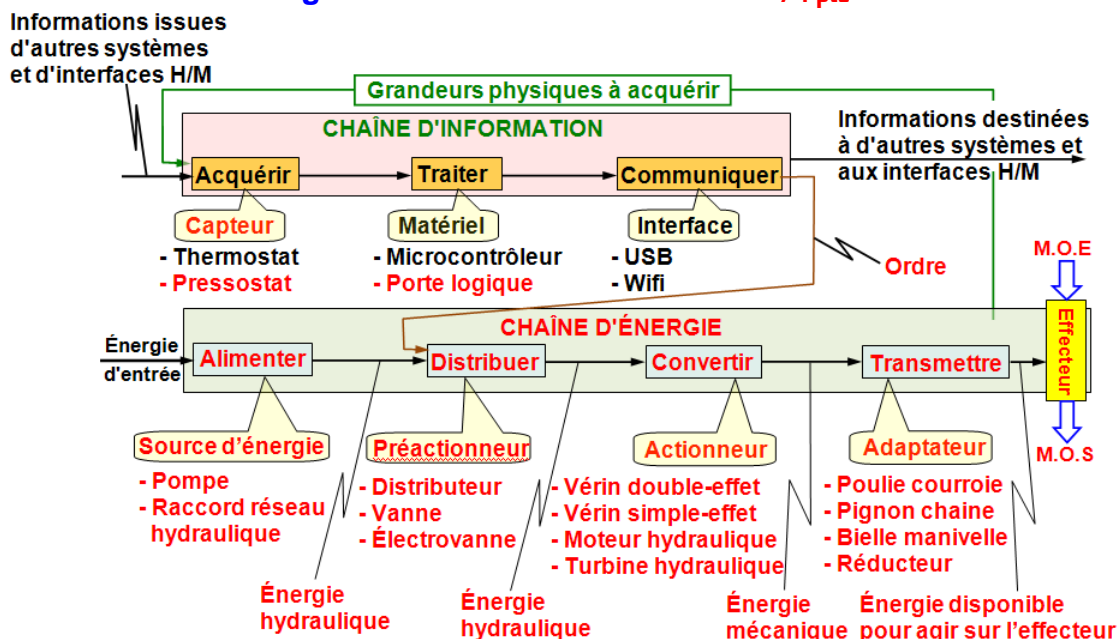 Informations issues
d'autres systèmes
et d'interfaces H/M
Grandeurs physiques à acquérir
CHAÎNE D'INFORMATION
Informations destinées
à d'autres systèmes et
aux interfaces H/M
Acquérir
Traiter
Communiquer
Capteur
Matériel
Interface
- Thermostat
- Pressostat
- Microcontrôleur
- Porte logique
- USB
- Wifi
Ordre
M.O.E
CHAÎNE D'ÉNERGIE
Énergie
d'entrée
Alimenter
Distribuer
Convertir
Transmettre
Effecteur
M.O.S
Source d'énergie
Préactionneur
Actionneur
Adaptateur
- Pompe
- Raccord réseau
hydraulique
- Distributeur
- Vanne
- Électrovanne
- Vérin double-effet
- Vérin simple-effet
- Moteur hydraulique
- Turbine hydraulique
- Poulie courroie
- Pignon chaine
- Bielle manivelle
- Réducteur
Énergie
hydraulique
Énergie
hydraulique
Énergie
mécanique
Énergie disponible
pour agir sur l'effecteur